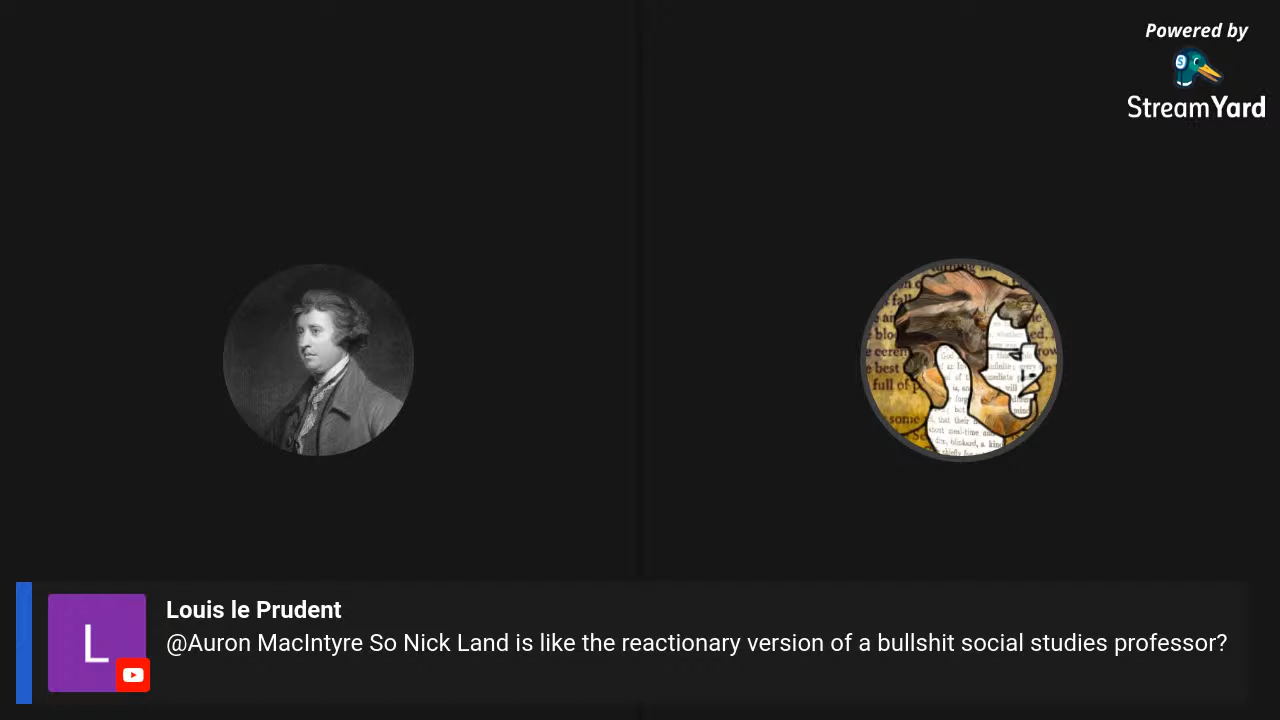 Powered by
StreamYard
Louis le Prudent
@Auron MacIntyre So Nick Land is like the reactionary version of a bullshit social studies professor?